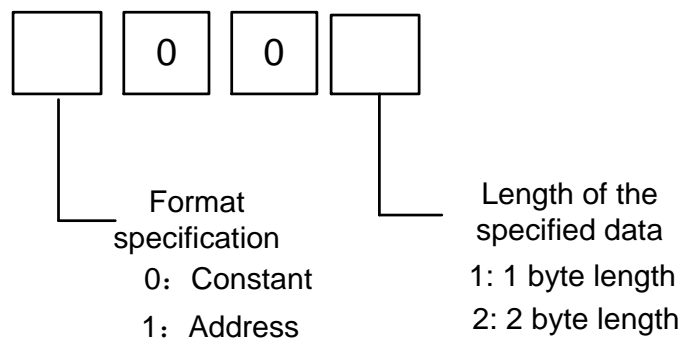 0 0
Format
specification
0：Constant
1：Address
Length of the
specified data
1: 1 byte length
2: 2 byte length